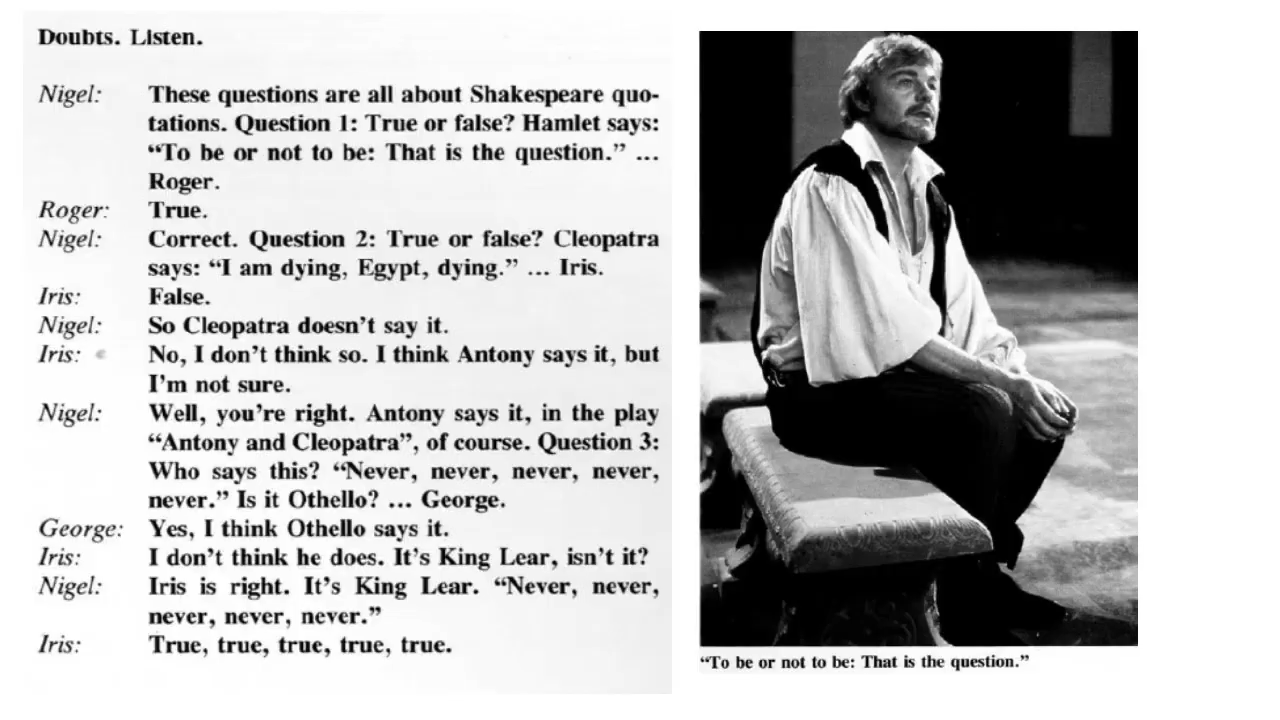 Doubts. Listen.
Nigel: These questions are all about Shakespeare quo-
tations. Question 1: True or false? Hamlet says:
“To be or not to be: That is the question.” ...
Roger.
Roger: True.
Nigel: Correct. Question 2: True or false? Cleopatra
says: “I am dying, Egypt, dying.” ... Iris.
Iris: False.
Nigel: So Cleopatra doesn’t say it.
Iris: No, I don’t think so. I think Antony says it, but
I’m not sure.
Nigel: Well, you’re right. Antony says it, in the play
“Antony and Cleopatra”, of course. Question 3:
Who says this? “Never, never, never, never,
never.” Is it Othello? ... George.
George: Yes, I think Othello says it.
Iris: I don’t think he does. It’s King Lear, isn’t it?
Nigel: Iris is right. It’s King Lear. “Never, never,
never, never, never.”
Iris: True, true, true, true, true.
“To be or not to be: That is the question.”